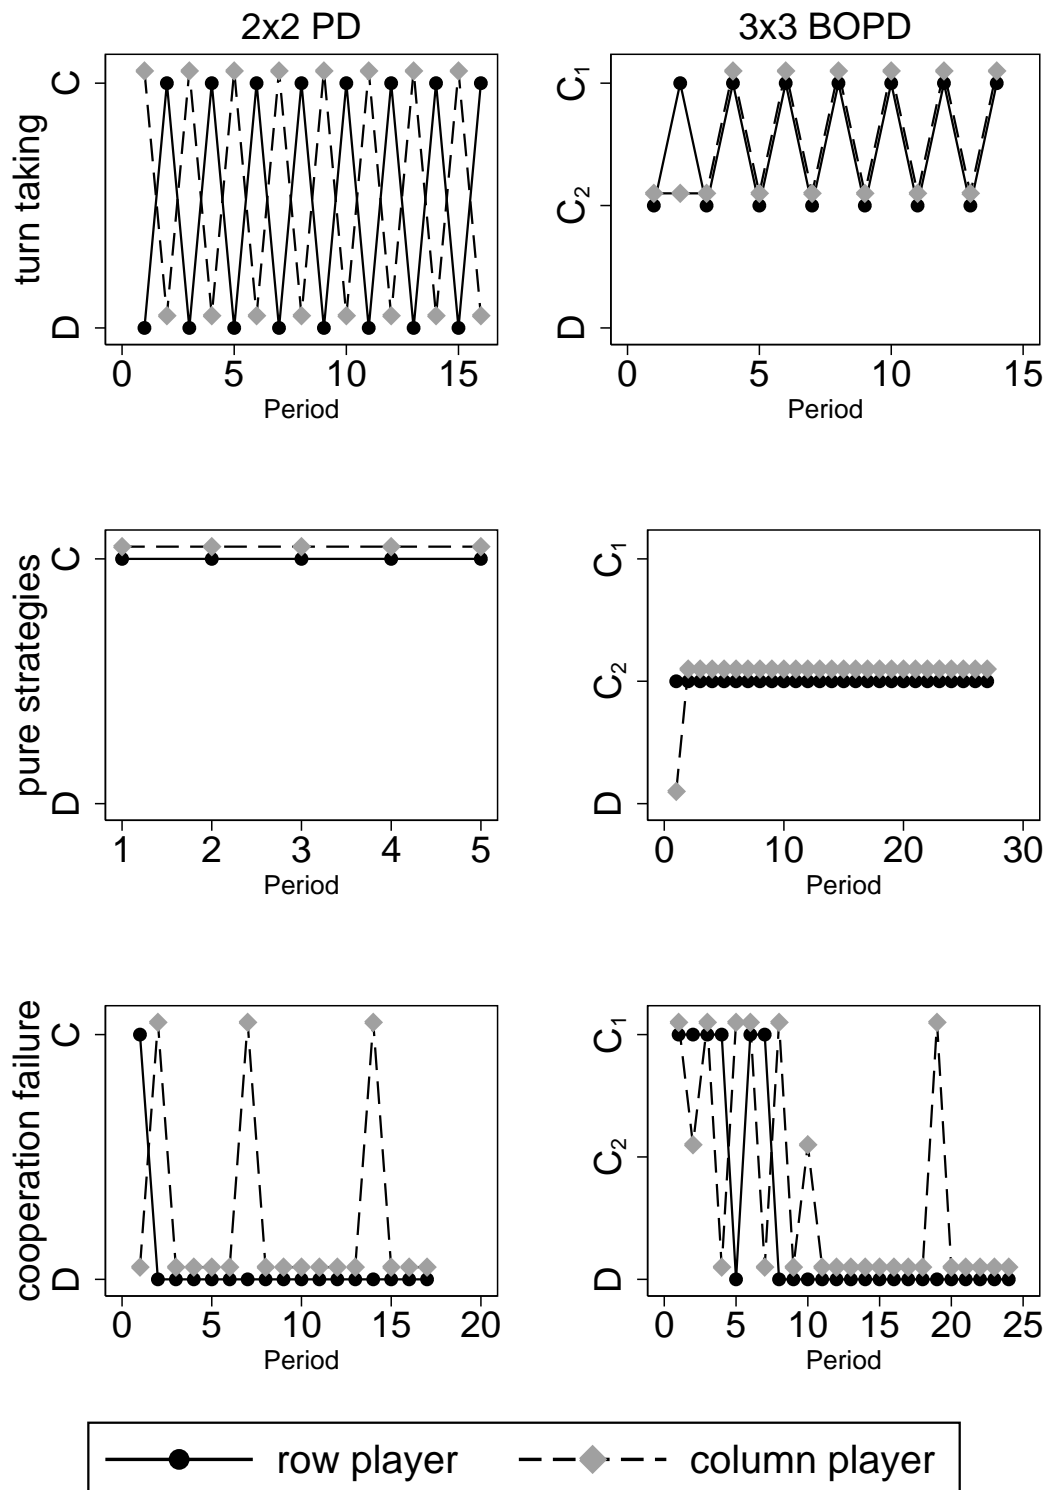 2x2 PD 3x3 BOPD
turn taking
C
D
0 5 10 15
Period
C1
C2
D
0 5 10 15
Period
pure strategies
C
D
1 2 3 4 5
Period
C1
C2
D
0 10 20 30
Period
cooperation failure
C
D
0 5 10 15 20
Period
C1
C2
D
0 5 10 15 20 25
Period
row player column player